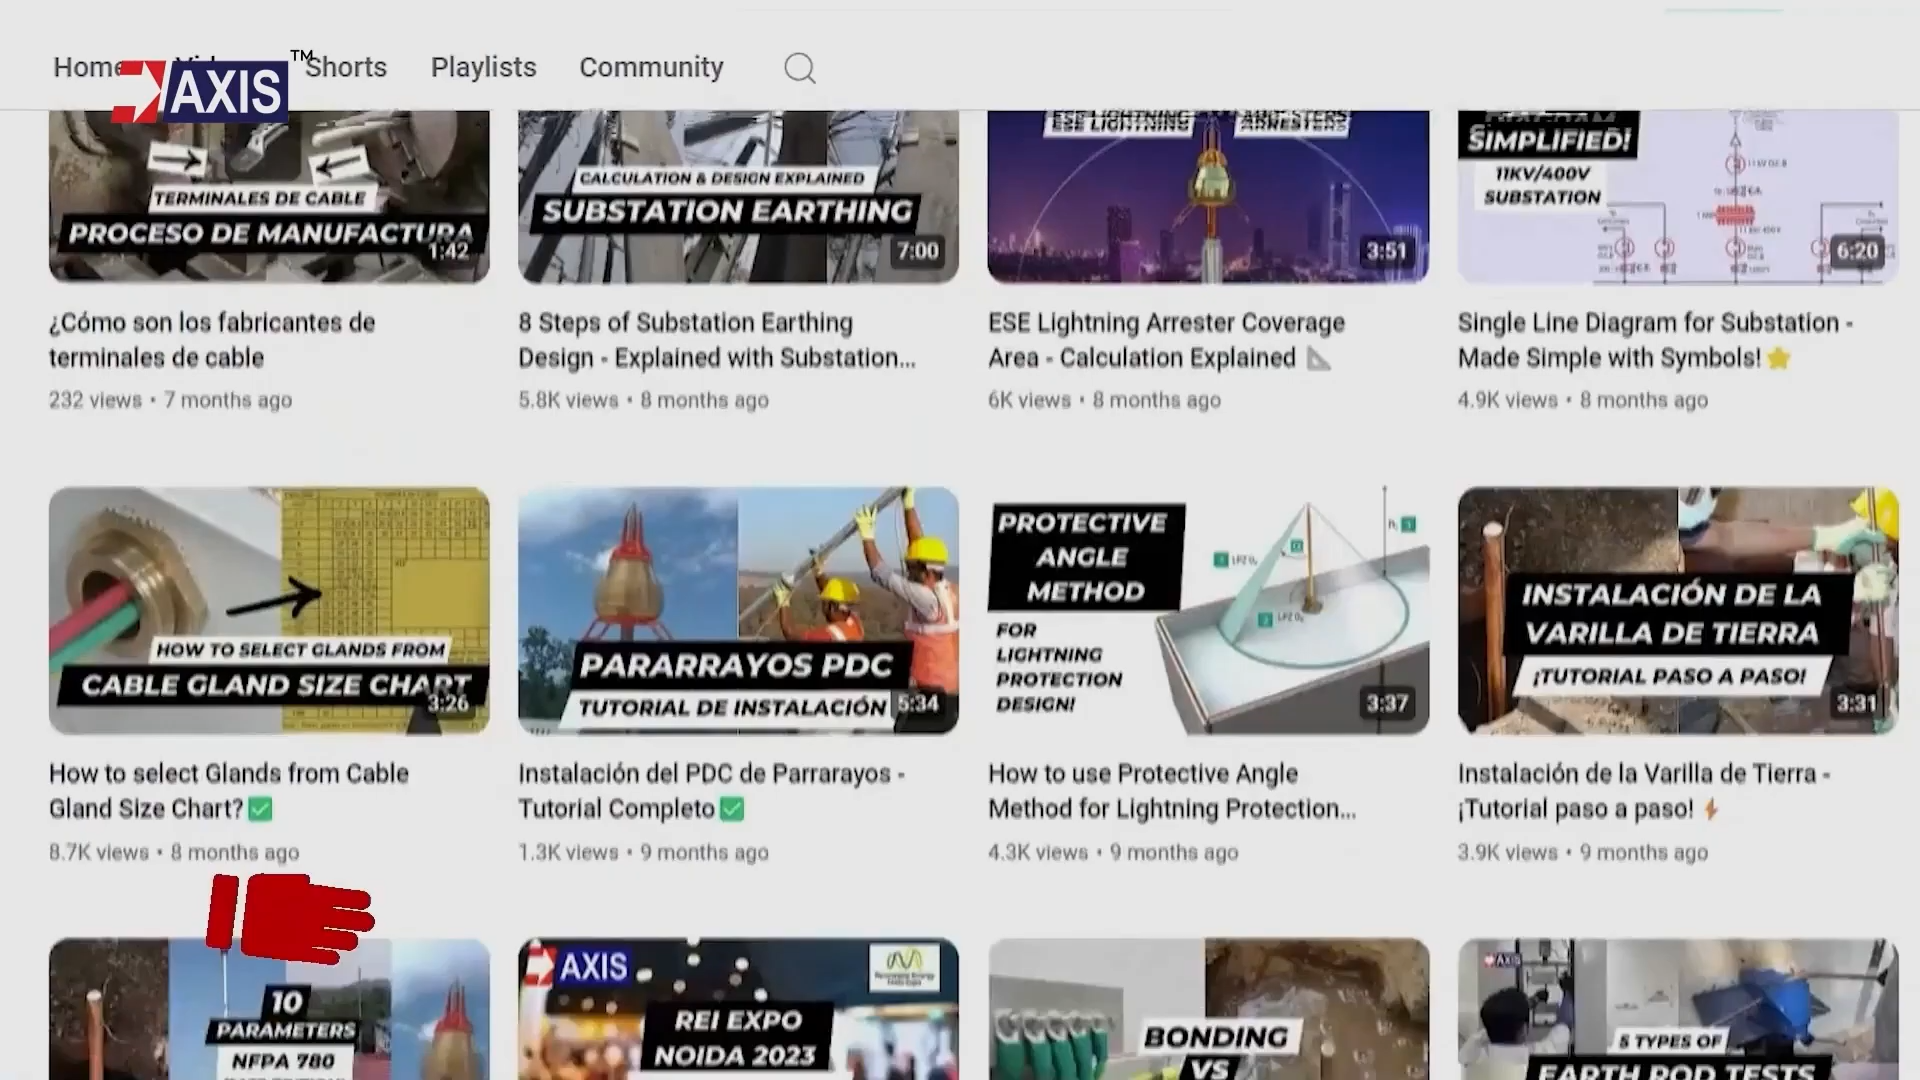 Home
Shorts
Playlists
Community
AXIS
TM
TERMINALES DE CABLE
PROCESO DE MANUFACTURA
1:42
CALCULATION & DESIGN EXPLAINED
SUBSTATION EARTHING
7:00
ESE LIGHTNING
ARRESTERS
3:51
SIMPLIFIED!
11KV/400V
SUBSTATION
6:20
¿Cómo son los fabricantes de
terminales de cable
232 views • 7 months ago
8 Steps of Substation Earthing
Design - Explained with Substation...
5.8K views • 8 months ago
ESE Lightning Arrester Coverage
Area - Calculation Explained
6K views • 8 months ago
Single Line Diagram for Substation -
Made Simple with Symbols!
4.9K views • 8 months ago
HOW TO SELECT GLANDS FROM
CABLE GLAND SIZE CHART
3:26
PARARRAYOS PDC
TUTORIAL DE INSTALACIÓN
5:34
PROTECTIVE
ANGLE
METHOD
FOR
LIGHTNING
PROTECTION
DESIGN!
3:37
INSTALACIÓN DE LA
VARILLA DE TIERRA
¡TUTORIAL PASO A PASO!
3:31
How to select Glands from Cable
Gland Size Chart?
8.7K views • 8 months ago
Instalación del PDC de Parrarayos -
Tutorial Completo
1.3K views • 9 months ago
How to use Protective Angle
Method for Lightning Protection...
4.3K views • 9 months ago
Instalación de la Varilla de Tierra -
¡Tutorial paso a paso!
3.9K views • 9 months ago
10
PARAMETERS
NFPA 780
AXIS
REI EXPO
NOIDA 2023
BONDING
VS
AXIS
5 TYPES OF
EARTH ROD TESTS